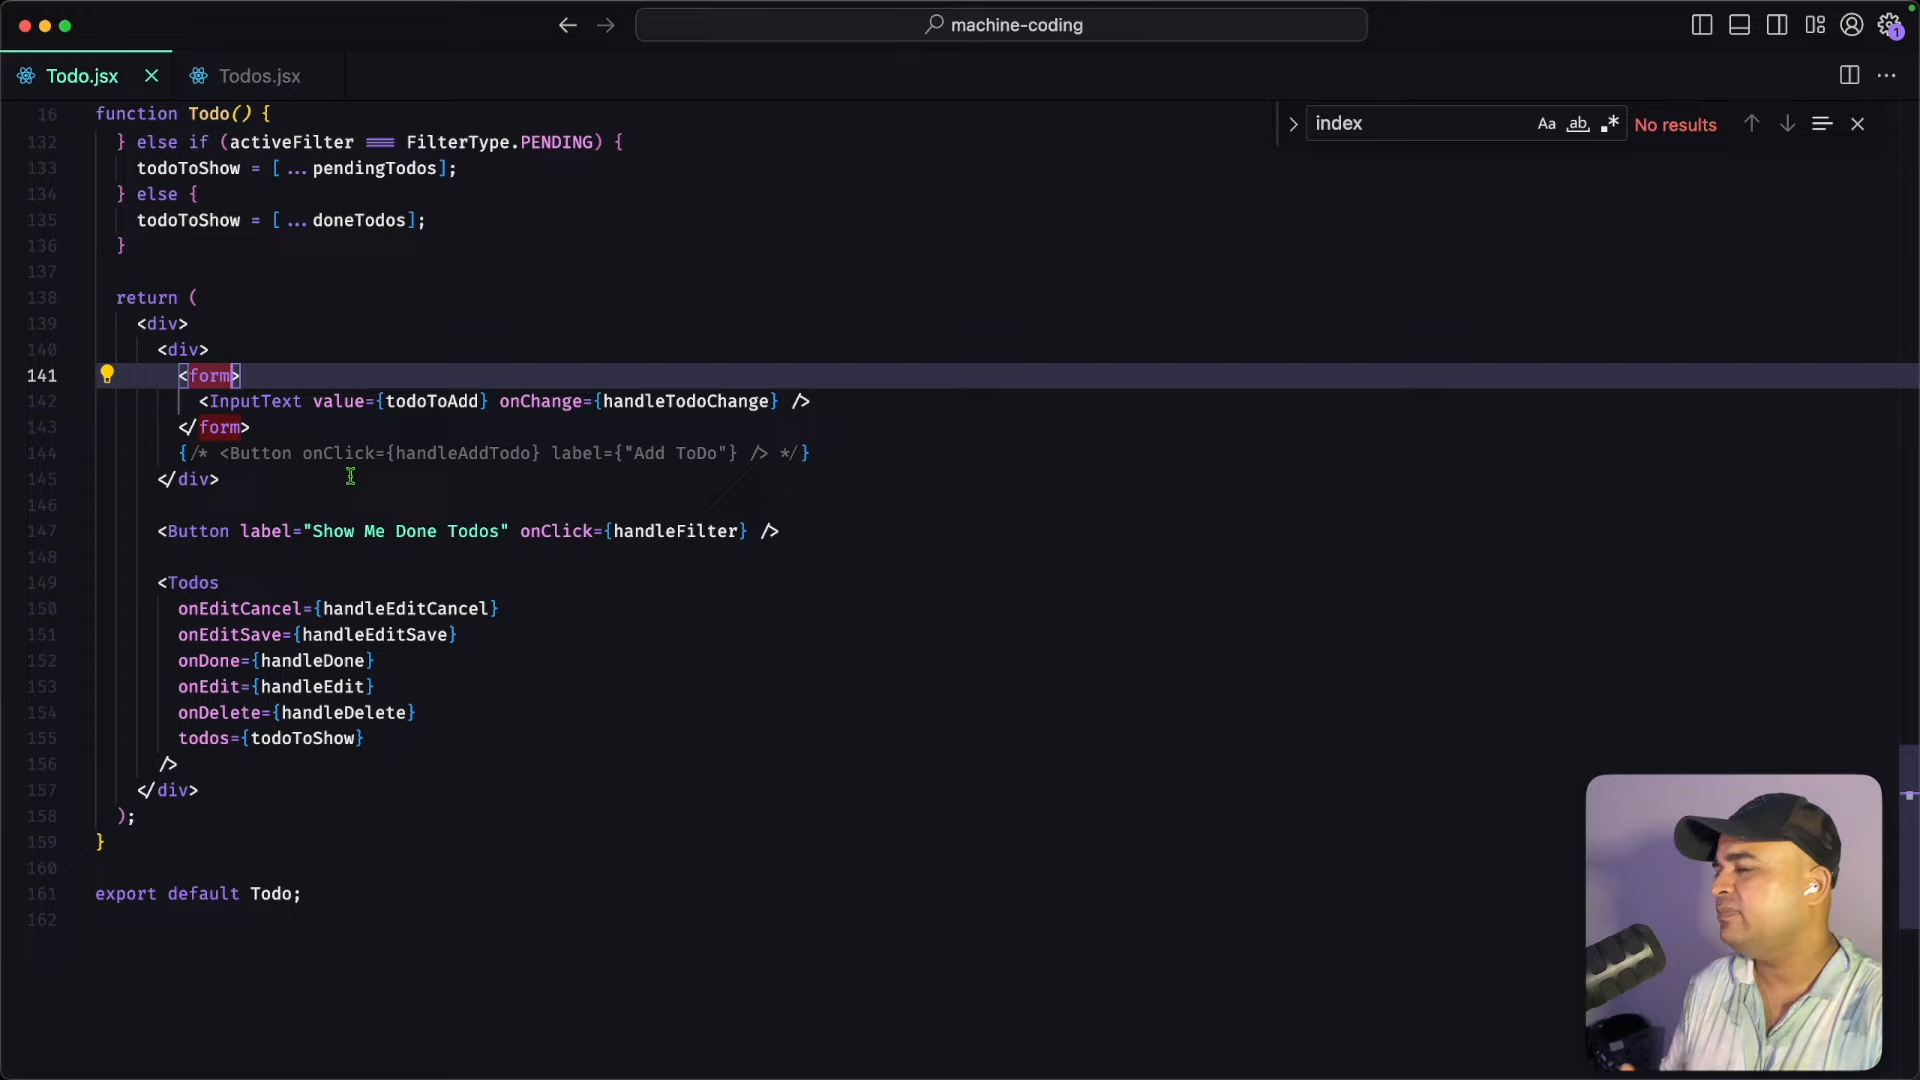 machine-coding
1
Todo.jsx
Todos.jsx
index
Aa ab .* No results
16 function Todo() {
132 } else if (activeFilter === FilterType.PENDING) {
133 todoToShow = [ ...pendingTodos];
134 } else {
135 todoToShow = [ ...doneTodos];
136 }
137
138 return (
139 <div>
140 <div>
141 <form>
142 <InputText value={todoToAdd} onChange={handleTodoChange} />
143 </form>
144 {/* <Button onClick={handleAddTodo} label={"Add ToDo"} /> */}
145 </div>
146
147 <Button label="Show Me Done Todos" onClick={handleFilter} />
148
149 <Todos
150 onEditCancel={handleEditCancel}
151 onEditSave={handleEditSave}
152 onDone={handleDone}
153 onEdit={handleEdit}
154 onDelete={handleDelete}
155 todos={todoToShow}
156 />
157 </div>
158 );
159 }
160
161 export default Todo;
162